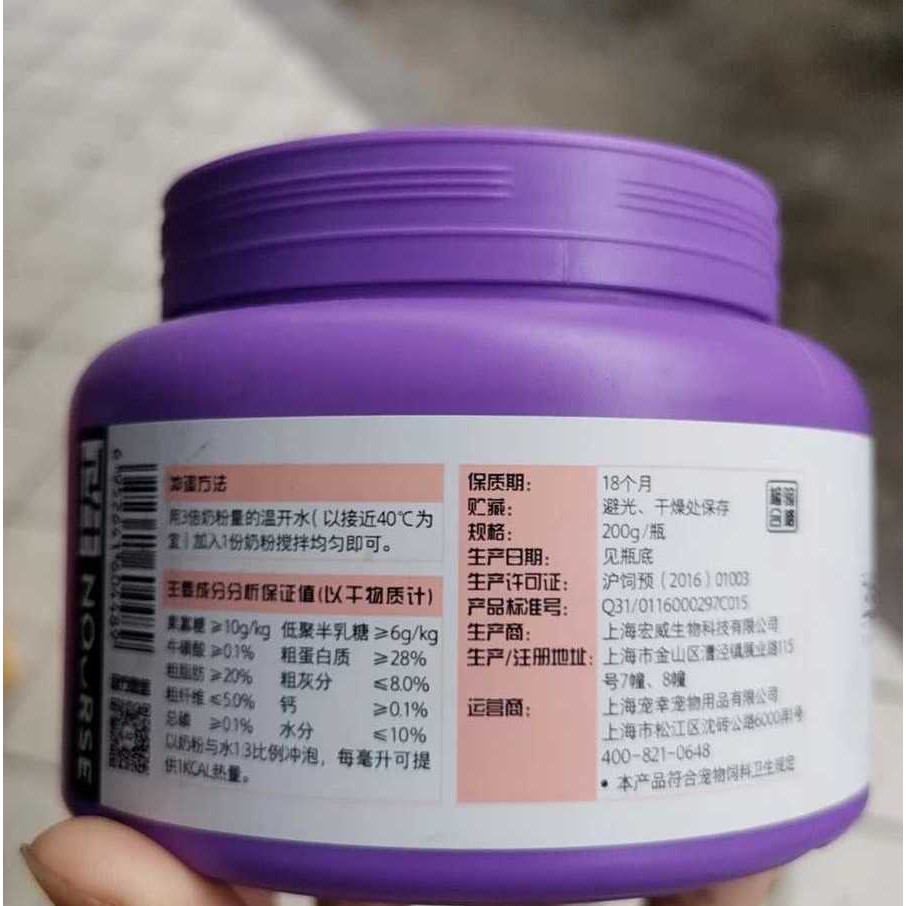 NOURSE
冲调方法
用3倍奶粉量的温开水(以接近40℃为
宜)加入1份奶粉搅拌均匀即可。
主要成分分析保证值(以干物质计)
果寡糖 ≥10g/kg 低聚半乳糖 ≥6g/kg
牛磺酸 ≥0.1% 粗蛋白质 ≥28%
粗脂肪 ≥20% 粗灰分 ≤8.0%
粗纤维 ≤5.0% 钙 ≥0.1%
总磷 ≥0.1% 水分 ≤10%
以奶粉与水1:3比例冲泡，每毫升可提
供1KCAL热量。
保质期: 18个月
贮藏: 避光、干燥处保存
规格: 200g/瓶
生产日期: 见瓶底
生产许可证: 沪饲预(2016)01003
产品标准号: Q31/0116000297C015
生产商: 上海宏威生物科技有限公司
生产/注册地址: 上海市金山区漕泾镇展业路115
号7幢、8幢
运营商: 上海宠幸宠物用品有限公司
上海市松江区沈砖公路6000弄号
400-821-0648
• 本产品符合宠物饲料卫生规定